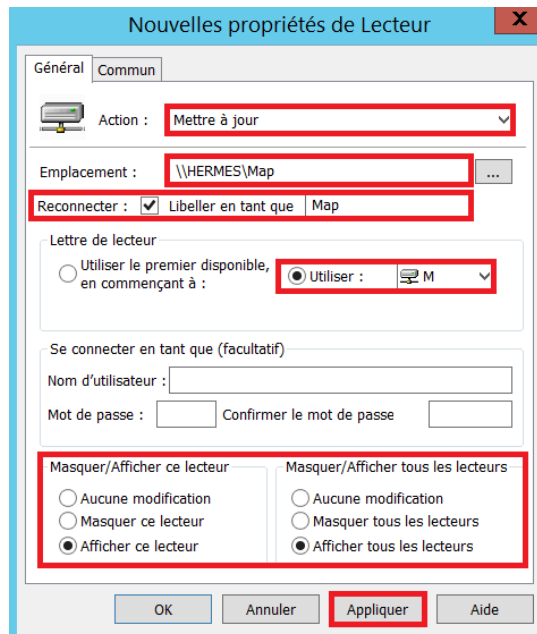 Nouvelles propriétés de Lecteur
X
Général Commun
Action : Mettre à jour
Emplacement : \\HERMES\Map ...
Reconnecter : Libeller en tant que Map
Lettre de lecteur
Utiliser le premier disponible,
en commençant à :
Utiliser : M
Se connecter en tant que (facultatif)
Nom d'utilisateur :
Mot de passe : Confirmer le mot de passe
Masquer/Afficher ce lecteur
Aucune modification
Masquer ce lecteur
Afficher ce lecteur
Masquer/Afficher tous les lecteurs
Aucune modification
Masquer tous les lecteurs
Afficher tous les lecteurs
OK Annuler Appliquer Aide